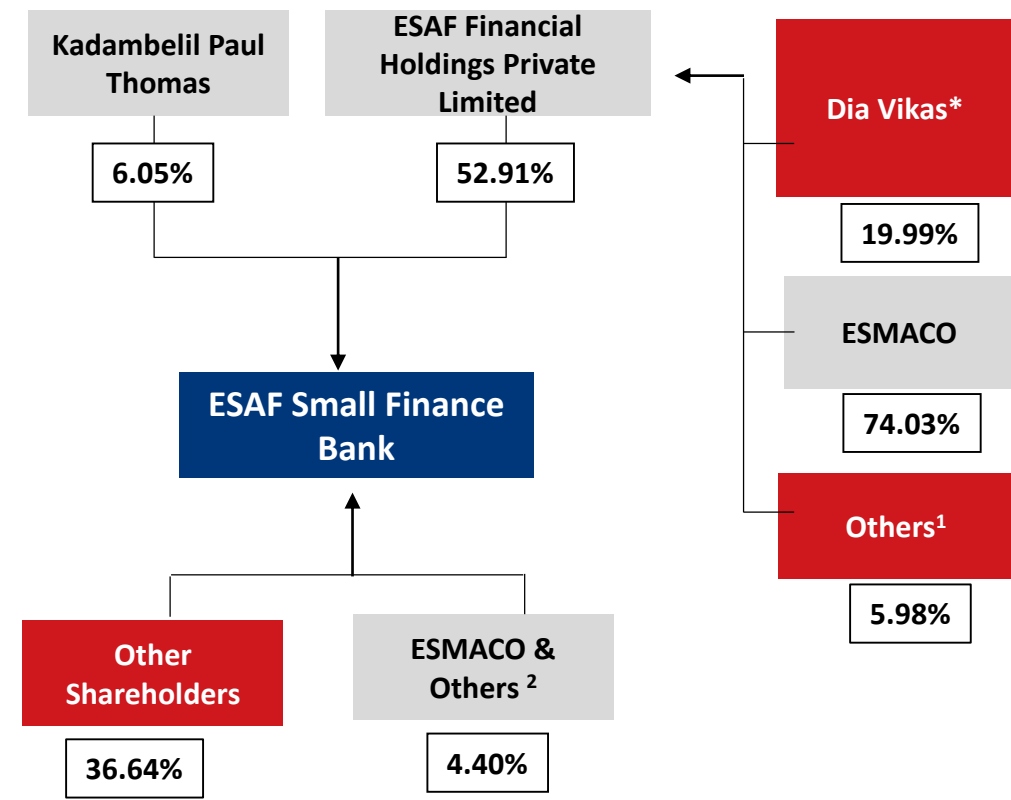 Kadambelil Paul
Thomas
6.05%
ESAF Financial
Holdings Private
Limited
52.91%
Dia Vikas*
19.99%
ESMACO
74.03%
Others¹
5.98%
ESAF Small Finance
Bank
Other
Shareholders
36.64%
ESMACO &
Others ²
4.40%